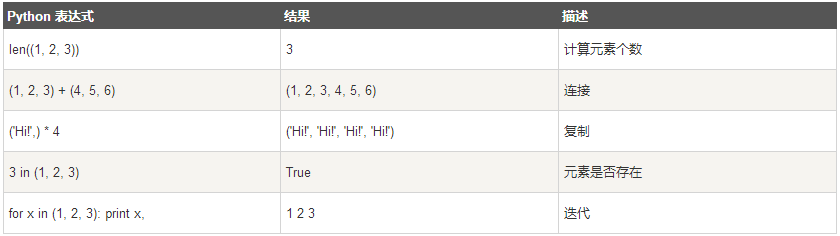 Python 表达式 结果 描述
len((1, 2, 3)) 3 计算元素个数
(1, 2, 3) + (4, 5, 6) (1, 2, 3, 4, 5, 6) 连接
('Hi!',) * 4 ('Hi!', 'Hi!', 'Hi!', 'Hi!') 复制
3 in (1, 2, 3) True 元素是否存在
for x in (1, 2, 3): print x, 1 2 3 迭代